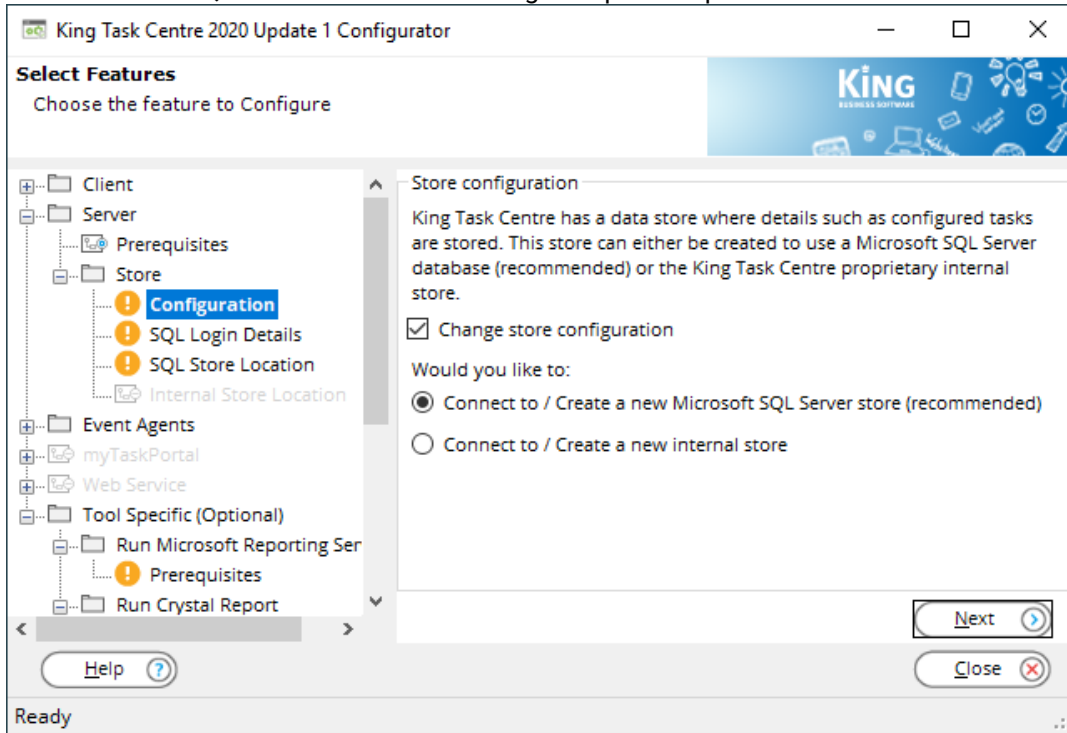 King Task Centre 2020 Update 1 Configurator
Select Features
Choose the feature to Configure
KING
BUSINESS SOFTWARE
Client
Server
Prerequisites
Store
Configuration
SQL Login Details
SQL Store Location
Internal Store Location
Event Agents
myTaskPortal
Web Service
Tool Specific (Optional)
Run Microsoft Reporting Ser
Prerequisites
Run Crystal Report
Store configuration
King Task Centre has a data store where details such as configured tasks
are stored. This store can either be created to use a Microsoft SQL Server
database (recommended) or the King Task Centre proprietary internal
store.
Change store configuration
Would you like to:
Connect to / Create a new Microsoft SQL Server store (recommended)
Connect to / Create a new internal store
Next
Help
Close
Ready